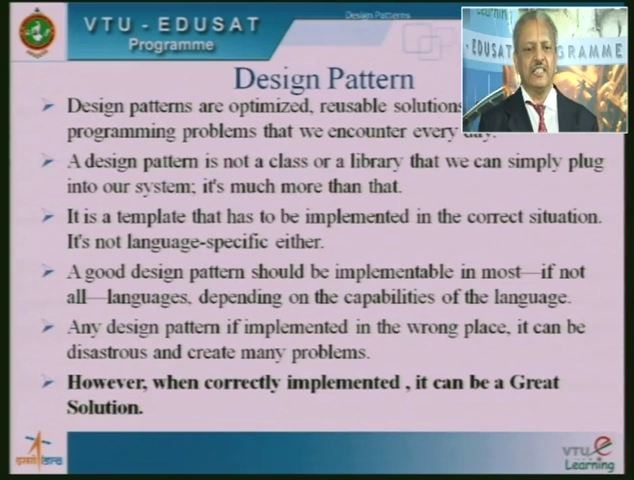 VTU - EDUSAT
Programme
Design Patterns
Learning
EDUSAT PROGRAMME
Design Pattern
Design patterns are optimized, reusable solutions
programming problems that we encounter every day.
A design pattern is not a class or a library that we can simply plug
into our system; it's much more than that.
It is a template that has to be implemented in the correct situation.
It's not language-specific either.
A good design pattern should be implementable in most—if not
all—languages, depending on the capabilities of the language.
Any design pattern if implemented in the wrong place, it can be
disastrous and create many problems.
However, when correctly implemented , it can be a Great
Solution.
VTU e
Learning